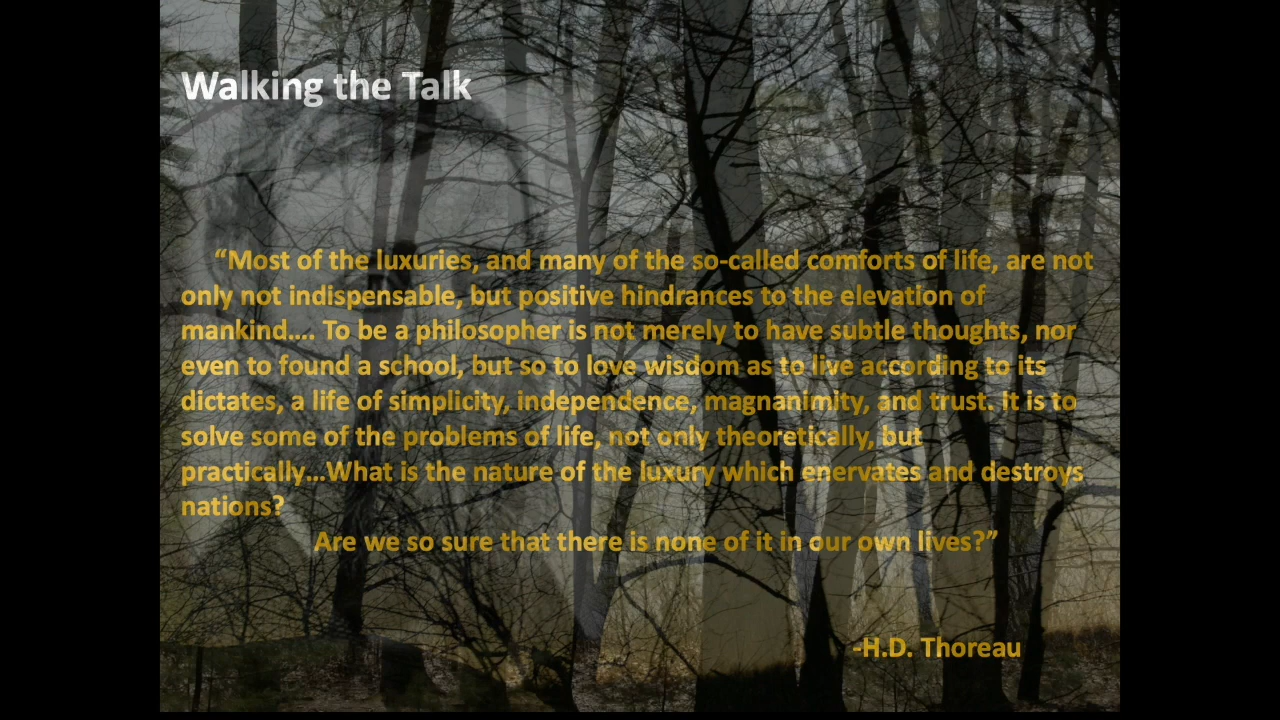 Walking the Talk
“Most of the luxuries, and many of the so-called comforts of life, are not
only not indispensable, but positive hindrances to the elevation of
mankind…. To be a philosopher is not merely to have subtle thoughts, nor
even to found a school, but so to love wisdom as to live according to its
dictates, a life of simplicity, independence, magnanimity, and trust. It is to
solve some of the problems of life, not only theoretically, but
practically…What is the nature of the luxury which enervates and destroys
nations?
Are we so sure that there is none of it in our own lives?”
-H.D. Thoreau